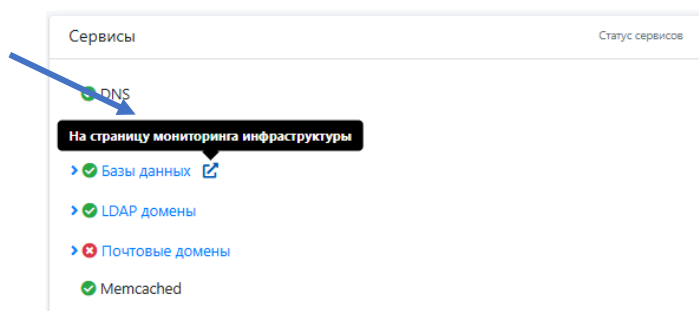 Сервисы
Статус сервисов
DNS
На страницу мониторинга инфраструктуры
Базы данных
LDAP домены
Почтовые домены
Memcached